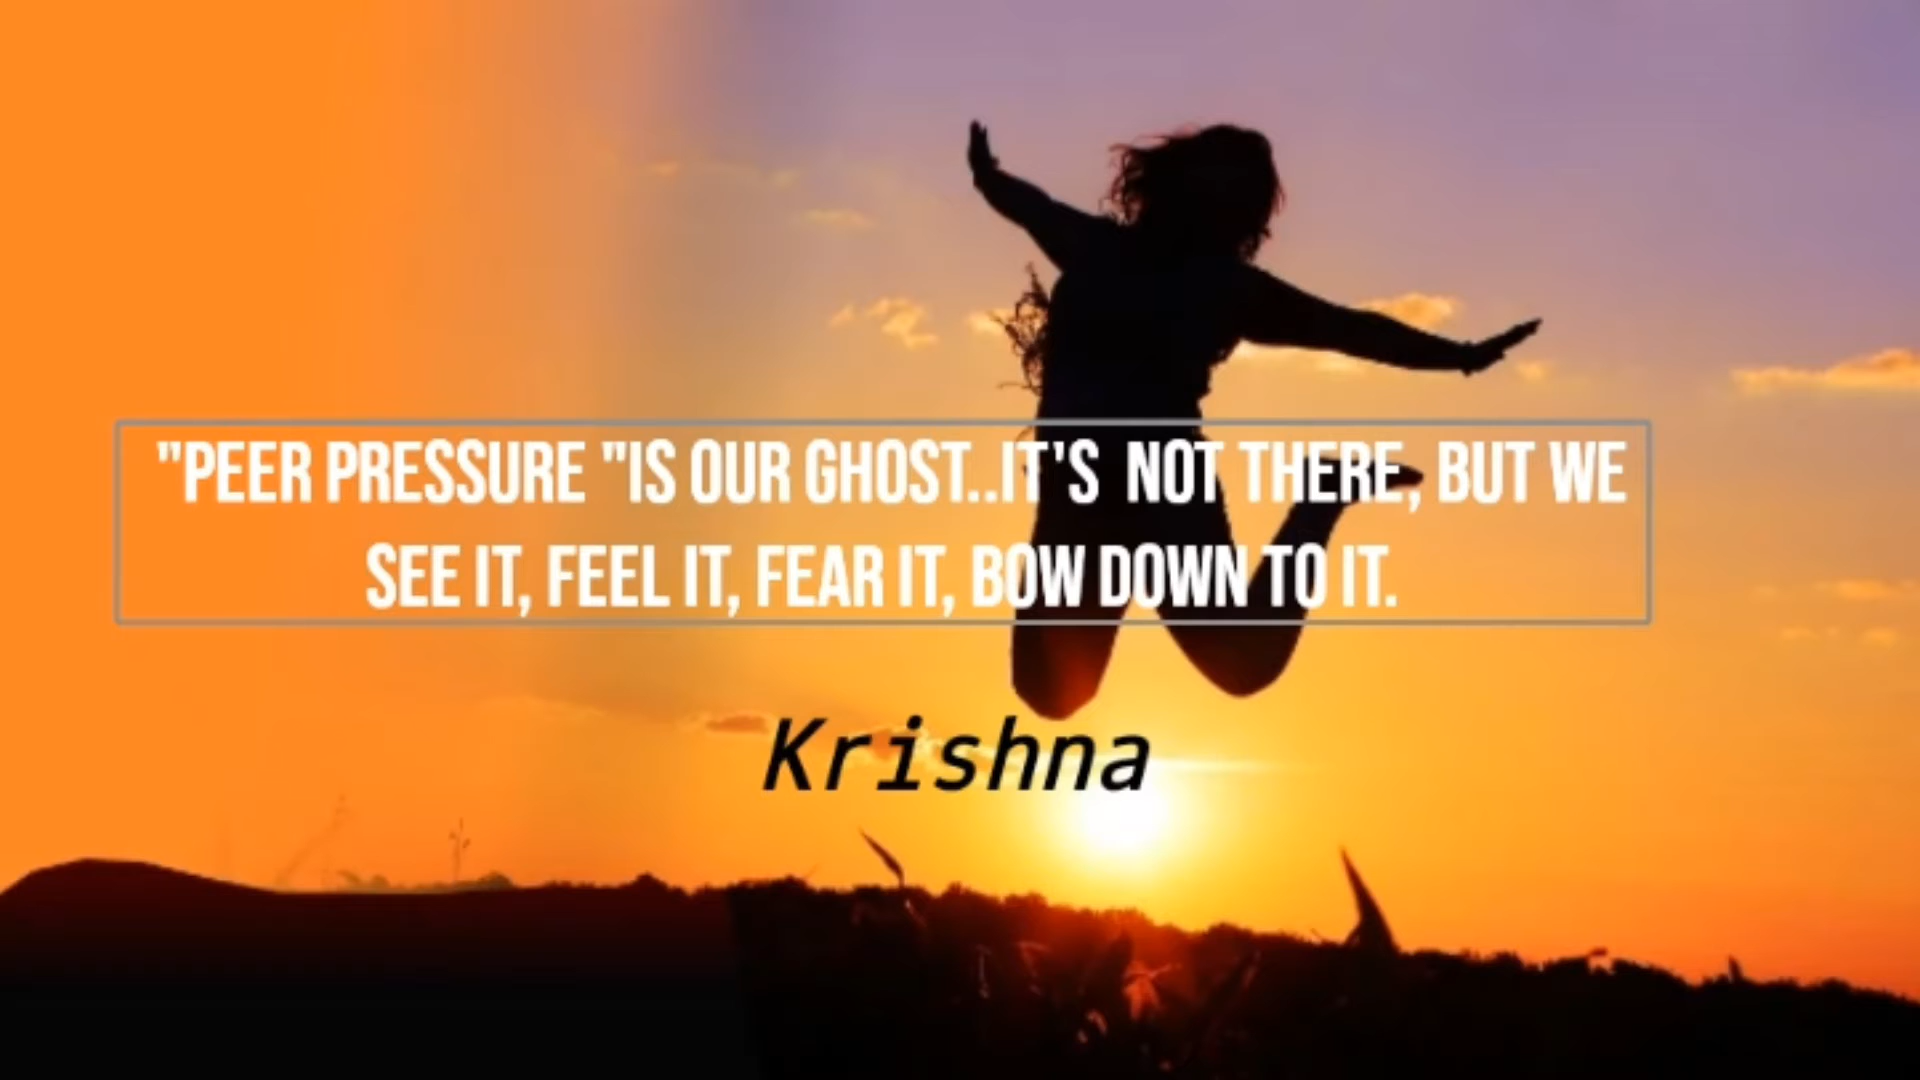 "PEER PRESSURE "IS OUR GHOST..IT'S  NOT THERE, BUT WE
SEE IT, FEEL IT, FEAR IT, BOW DOWN TO IT.
Krishna